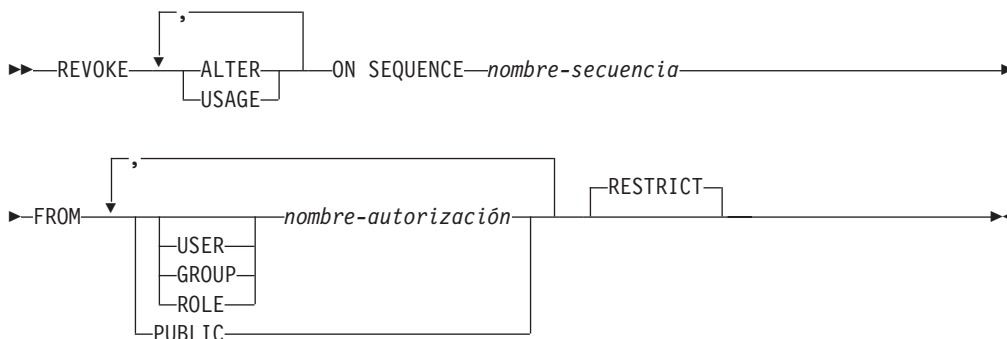 ,
REVOKE ALTER ON SEQUENCE nombre-secuencia
USAGE
,
RESTRICT
FROM nombre-autorización
USER
GROUP
ROLE
PUBLIC